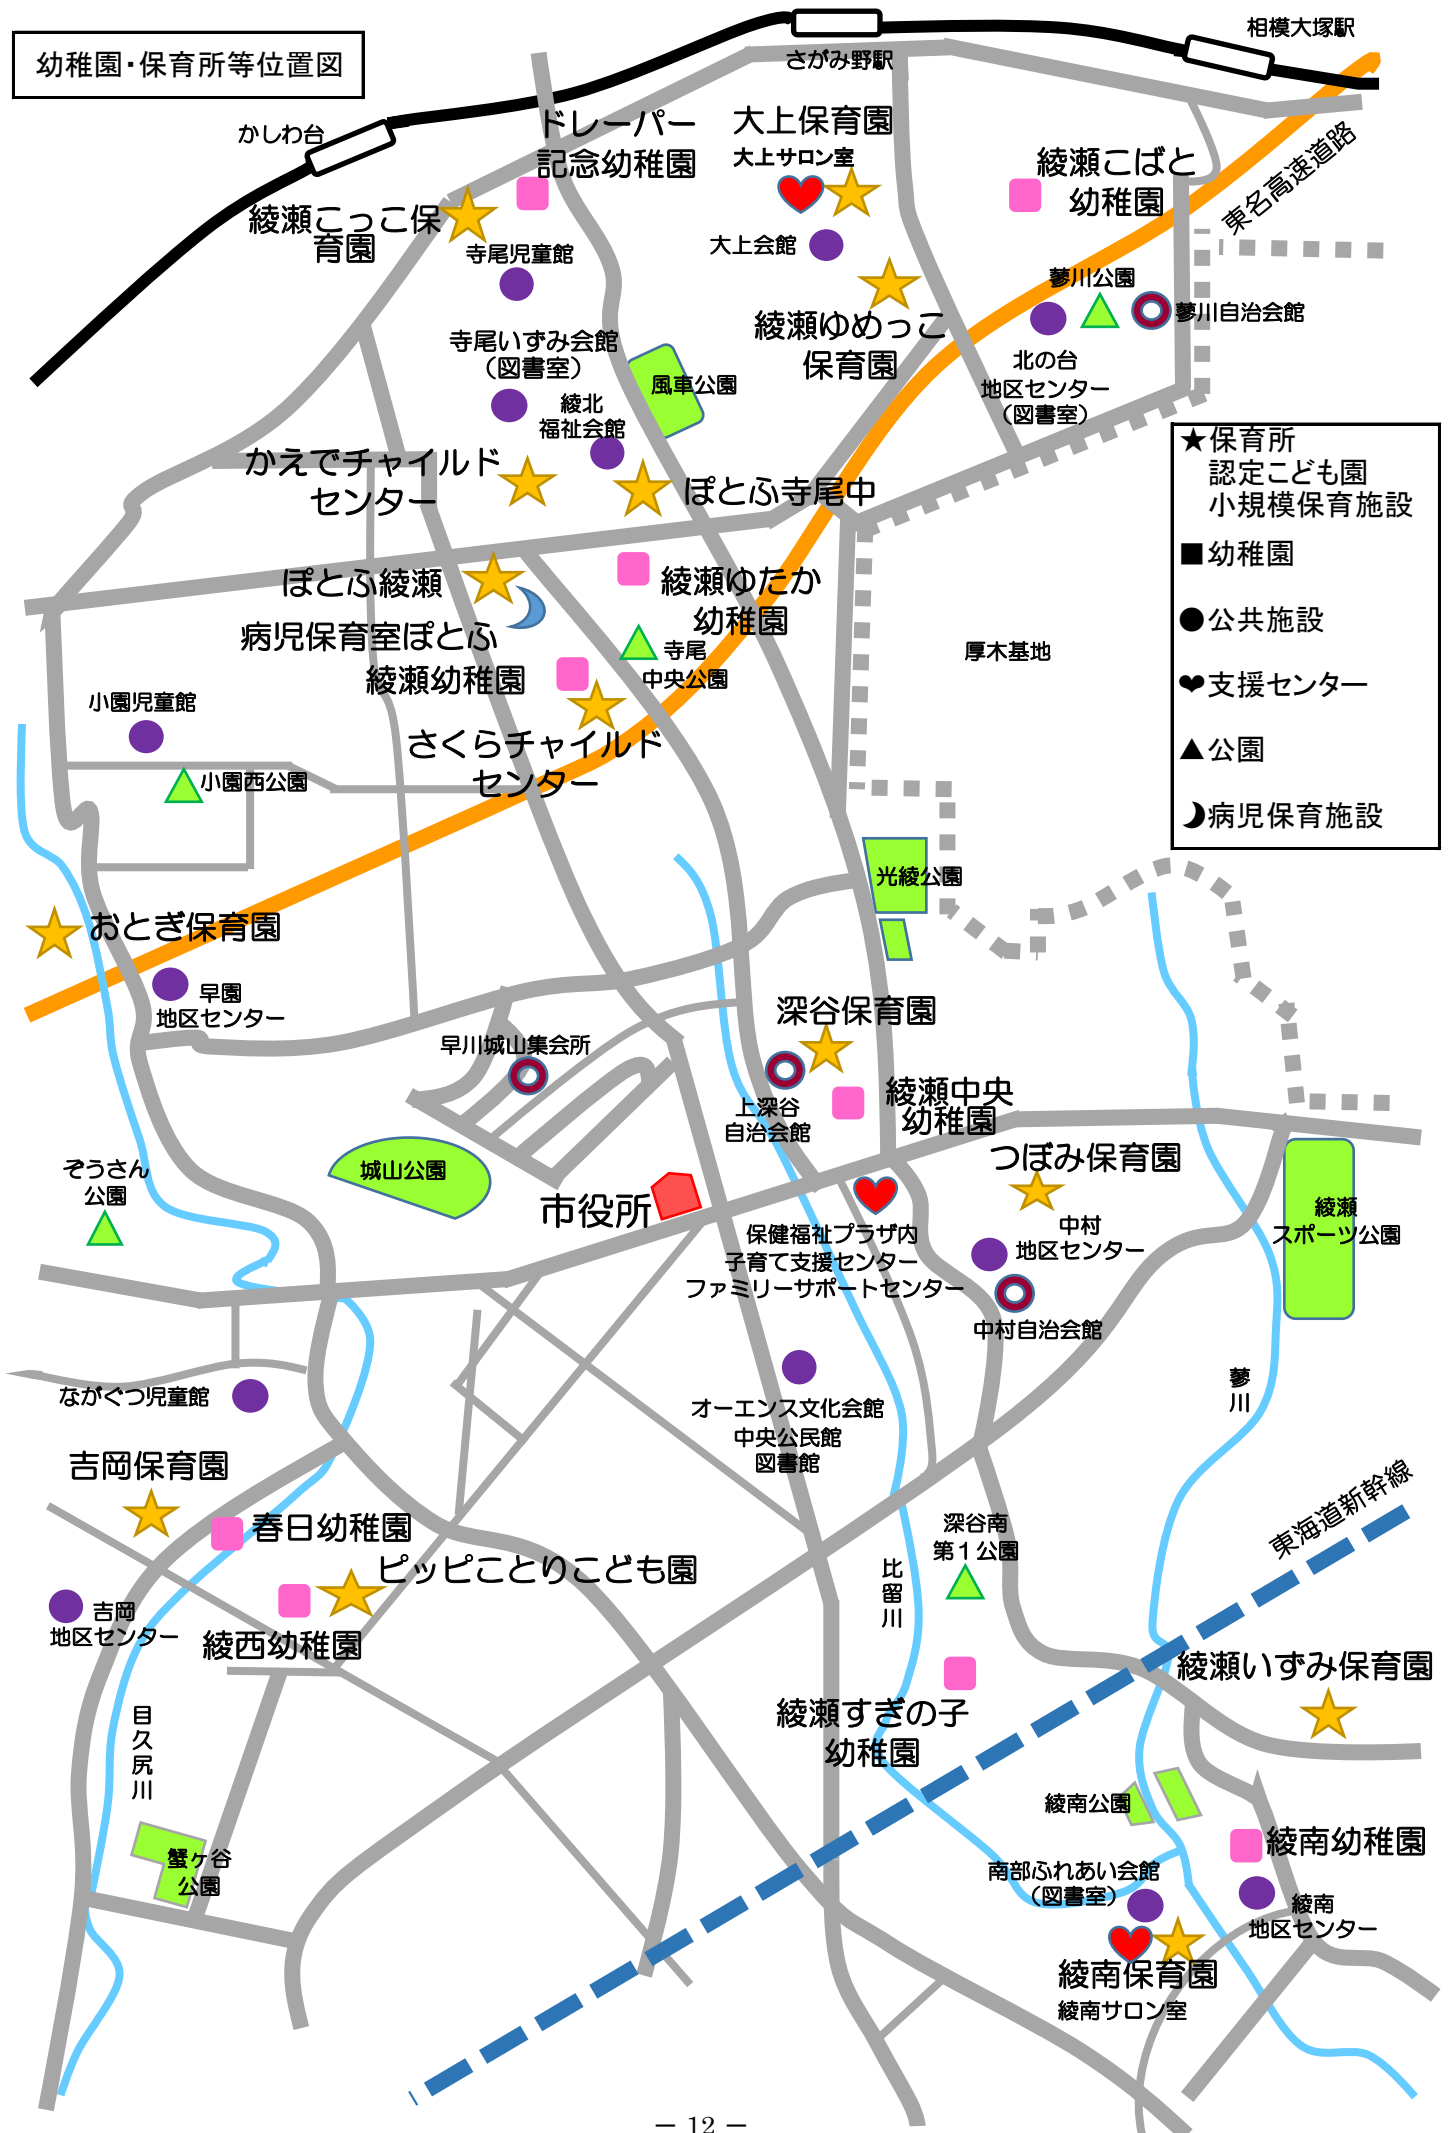 幼稚園・保育所等位置図
相模大塚駅
さがみ野駅
かしわ台
東名高速道路
ドレーパー
記念幼稚園
大上保育園
大上サロン室
綾瀬こばと
幼稚園
綾瀬こっこ保
育園
寺尾児童館
大上会館
蓼川公園
蓼川自治会館
綾瀬ゆめっこ
保育園
寺尾いずみ会館
（図書室）
風車公園
北の台
地区センター
（図書室）
綾北
福祉会館
かえでチャイルド
センター
ぽとふ寺尾中
★保育所
認定こども園
小規模保育施設
■幼稚園
●公共施設
❤支援センター
▲公園
病児保育施設
ぽとふ綾瀬
綾瀬ゆたか
幼稚園
病児保育室ぽとふ
寺尾
中央公園
厚木基地
綾瀬幼稚園
小園児童館
さくらチャイルド
センター
小園西公園
光綾公園
おとぎ保育園
早園
地区センター
深谷保育園
早川城山集会所
上深谷
自治会館
綾瀬中央
幼稚園
つぼみ保育園
城山公園
ぞうさん
公園
市役所
綾瀬
スポーツ公園
中村
地区センター
保健福祉プラザ内
子育て支援センター
ファミリーサポートセンター
中村自治会館
蓼川
ながぐつ児童館
オーエンス文化会館
中央公民館
図書館
吉岡保育園
春日幼稚園
東海道新幹線
深谷南
第１公園
比留川
ピッピことりこども園
吉岡
地区センター
綾西幼稚園
綾瀬いずみ保育園
目久尻川
綾瀬すぎの子
幼稚園
綾南公園
綾南幼稚園
蟹ヶ谷
公園
南部ふれあい会館
（図書室）
綾南
地区センター
綾南保育園
綾南サロン室
－ 12 －